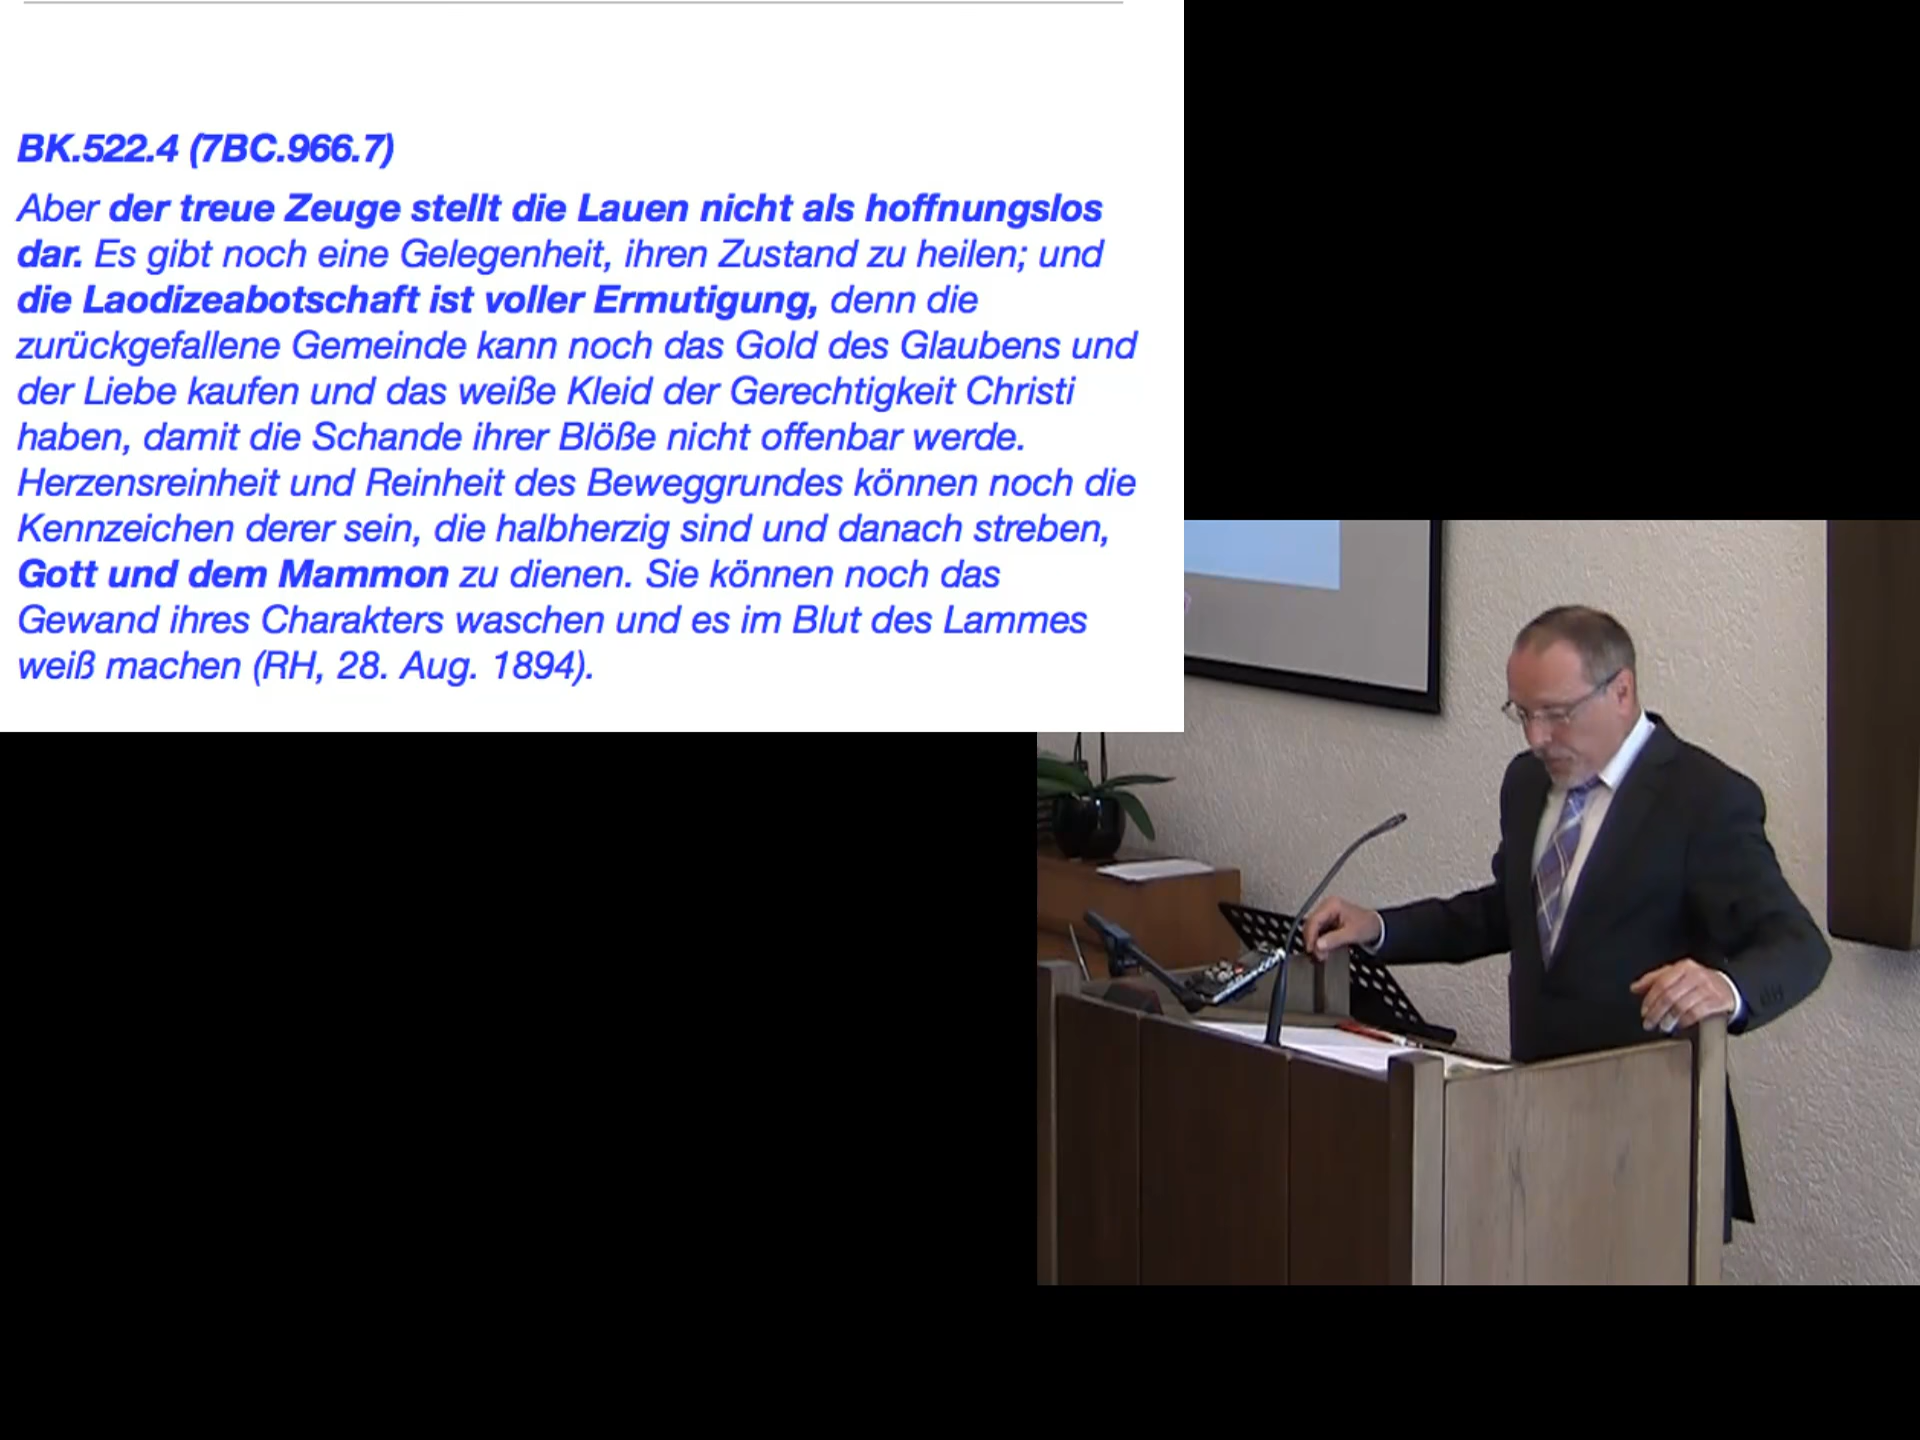 BK.522.4 (7BC.966.7)
Aber der treue Zeuge stellt die Lauen nicht als hoffnungslos
dar. Es gibt noch eine Gelegenheit, ihren Zustand zu heilen; und
die Laodizeabotschaft ist voller Ermutigung, denn die
zurückgefallene Gemeinde kann noch das Gold des Glaubens und
der Liebe kaufen und das weiße Kleid der Gerechtigkeit Christi
haben, damit die Schande ihrer Blöße nicht offenbar werde.
Herzensreinheit und Reinheit des Beweggrundes können noch die
Kennzeichen derer sein, die halbherzig sind und danach streben,
Gott und dem Mammon zu dienen. Sie können noch das
Gewand ihres Charakters waschen und es im Blut des Lammes
weiß machen (RH, 28. Aug. 1894).